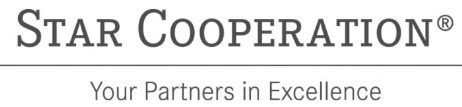 STAR COOPERATION®
Your Partners in Excellence